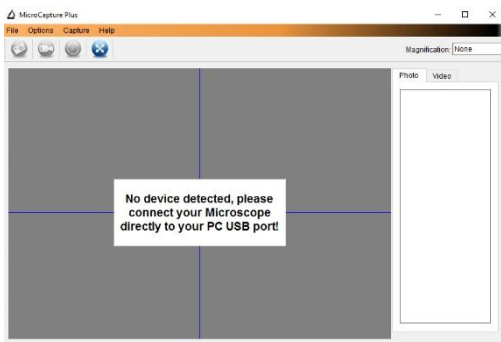 MicroCapture Plus
File Options Capture Help
Magnification: None
Photo Video
No device detected, please
connect your Microscope
directly to your PC USB port!